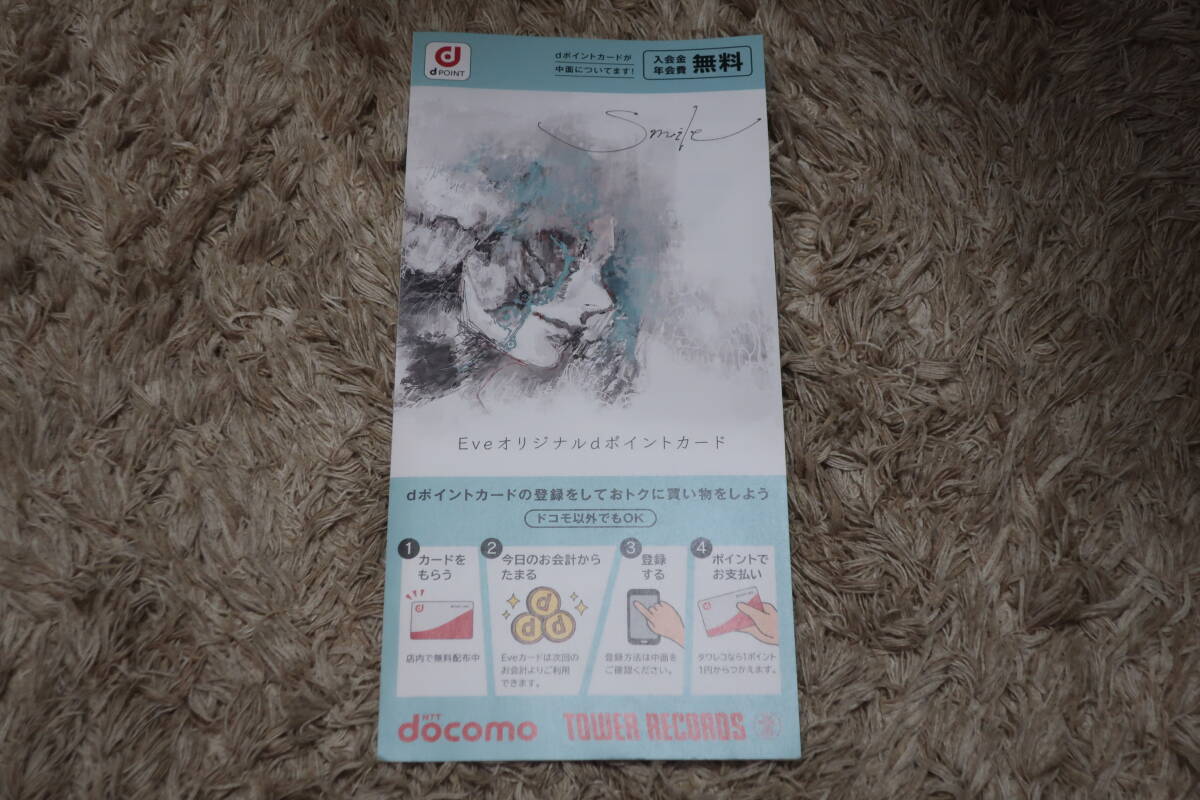 d POINT
dポイントカードが
中面についてます!
入会金
年会費
無料
Smile
Eveオリジナルdポイントカード
dポイントカードの登録をしておトクに買い物をしよう
ドコモ以外でもOK
1
カードを
もらう
店内で無料配布中
2
今日のお会計から
たまる
Eveカードは次回の
お会計よりご利用
できます。
3
登録
する
登録方法は中面を
ご確認ください。
4
ポイントで
お支払い
タワレコなら1ポイント
1円からつかえます。
NTT
docomo
TOWER RECORDS